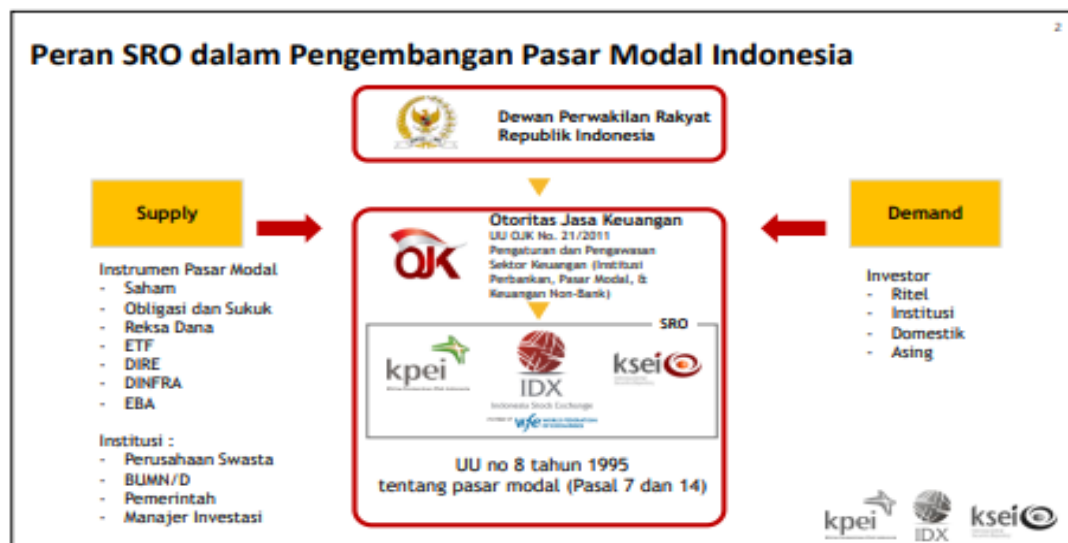 2
Peran SRO dalam Pengembangan Pasar Modal Indonesia
Dewan Perwakilan Rakyat
Republik Indonesia
Supply
Instrumen Pasar Modal
- Saham
- Obligasi dan Sukuk
- Reksa Dana
- ETF
- DIRE
- DINFRA
- EBA
Institusi :
- Perusahaan Swasta
- BUMN/D
- Pemerintah
- Manajer Investasi
OJK
Otoritas Jasa Keuangan
UU OJK No. 21/2011
Pengaturan dan Pengawasan
Sektor Keuangan (Institusi
Perbankan, Pasar Modal, &
Keuangan Non-Bank)
SRO
kpei
IDX
Indonesia Stock Exchange
ksei
UU no 8 tahun 1995
tentang pasar modal (Pasal 7 dan 14)
Demand
Investor
- Ritel
- Institusi
- Domestik
- Asing
kpei
IDX
ksei